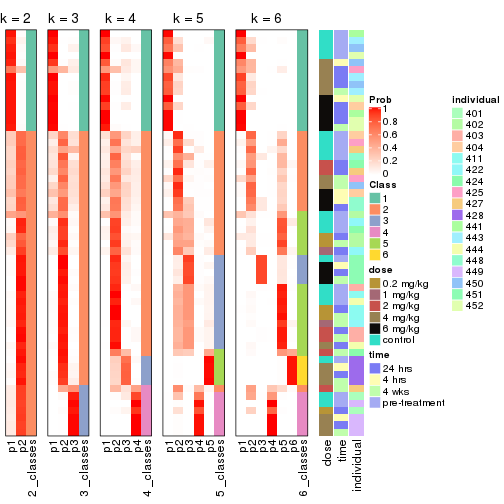 k = 2
k = 3
k = 4
k = 5
k = 6
p1
p2
2_classes
p1
p2
p3
3_classes
p1
p2
p3
p4
4_classes
p1
p2
p3
p4
p5
5_classes
p1
p2
p3
p4
p5
p6
6_classes
dose
time
individual
Prob
1
0.8
0.6
0.4
0.2
0
Class
1
2
3
4
5
6
dose
0.2 mg/kg
1 mg/kg
2 mg/kg
4 mg/kg
6 mg/kg
control
time
24 hrs
4 hrs
4 wks
pre-treatment
individual
401
402
403
404
411
422
424
425
427
428
441
443
444
448
449
450
451
452